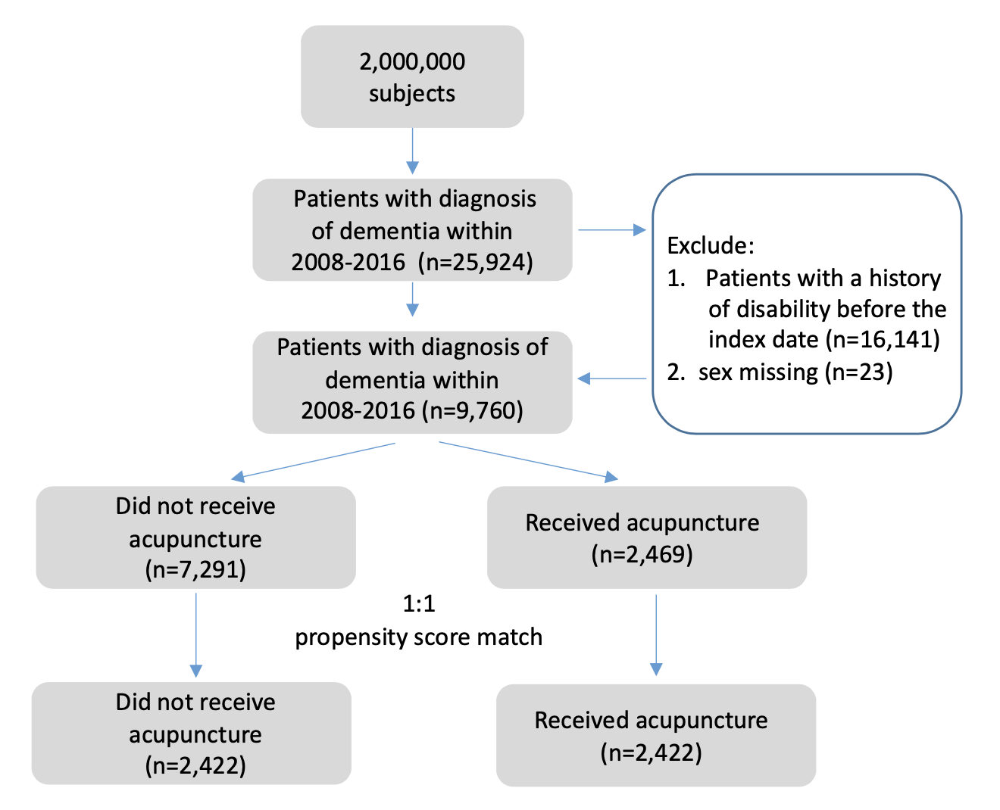 2,000,000
subjects
Patients with diagnosis
of dementia within
2008-2016 (n=25,924)
Exclude:
1. Patients with a history
of disability before the
index date (n=16,141)
2. sex missing (n=23)
Patients with diagnosis of
dementia within
2008-2016 (n=9,760)
Did not receive
acupuncture
(n=7,291)
Received acupuncture
(n=2,469)
1:1
propensity score match
Did not receive
acupuncture
(n=2,422)
Received acupuncture
(n=2,422)